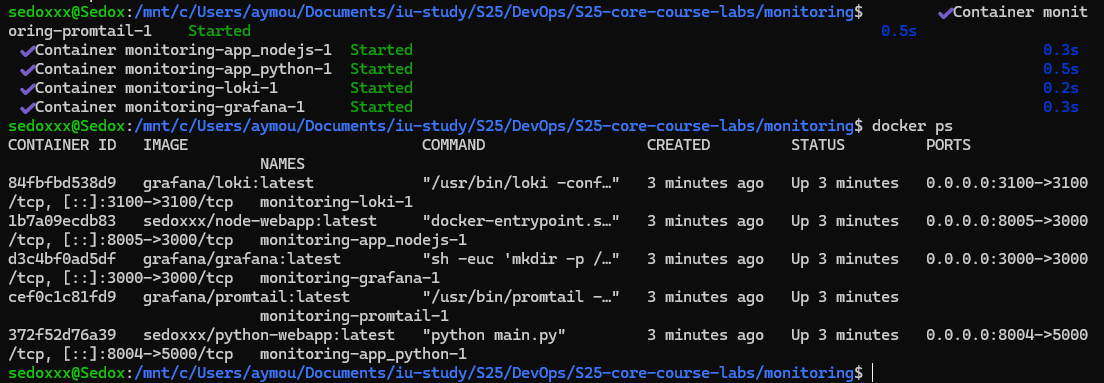 sedoxxx@Sedox:/mnt/c/Users/aymou/Documents/iu-study/S25/DevOps/S25-core-course-labs/monitoring$        ✔Container monit
oring-promtail-1    Started                                                                      0.5s
 ✔Container monitoring-app_nodejs-1  Started                                                                       0.3s
 ✔Container monitoring-app_python-1  Started                                                                       0.5s
 ✔Container monitoring-loki-1        Started                                                                       0.2s
 ✔Container monitoring-grafana-1     Started                                                                       0.3s
sedoxxx@Sedox:/mnt/c/Users/aymou/Documents/iu-study/S25/DevOps/S25-core-course-labs/monitoring$ docker ps
CONTAINER ID   IMAGE                          COMMAND                  CREATED         STATUS         PORTS
                            NAMES
84fbfbd538d9   grafana/loki:latest            "/usr/bin/loki -conf…"   3 minutes ago   Up 3 minutes   0.0.0.0:3100->3100
/tcp, [::]:3100->3100/tcp   monitoring-loki-1
1b7a09ecdb83   sedoxxx/node-webapp:latest     "docker-entrypoint.s…"   3 minutes ago   Up 3 minutes   0.0.0.0:8005->3000
/tcp, [::]:8005->3000/tcp   monitoring-app_nodejs-1
d3c4bf0ad5df   grafana/grafana:latest         "sh -euc 'mkdir -p /…"   3 minutes ago   Up 3 minutes   0.0.0.0:3000->3000
/tcp, [::]:3000->3000/tcp   monitoring-grafana-1
cef0c1c81fd9   grafana/promtail:latest        "/usr/bin/promtail -…"   3 minutes ago   Up 3 minutes
                            monitoring-promtail-1
372f52d76a39   sedoxxx/python-webapp:latest   "python main.py"         3 minutes ago   Up 3 minutes   0.0.0.0:8004->5000
/tcp, [::]:8004->5000/tcp   monitoring-app_python-1
sedoxxx@Sedox:/mnt/c/Users/aymou/Documents/iu-study/S25/DevOps/S25-core-course-labs/monitoring$